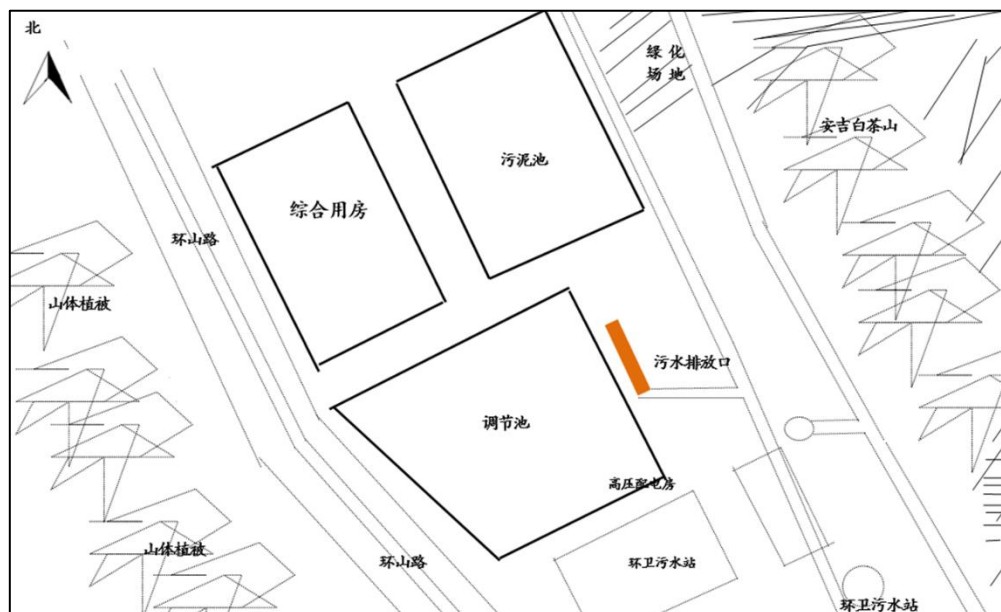 北
绿 化
场 地
安吉白茶山
污泥池
综合用房
环山路
山体植被
污水排放口
调节池
高压配电房
山体植被
环山路
环卫污水站
环卫污水站